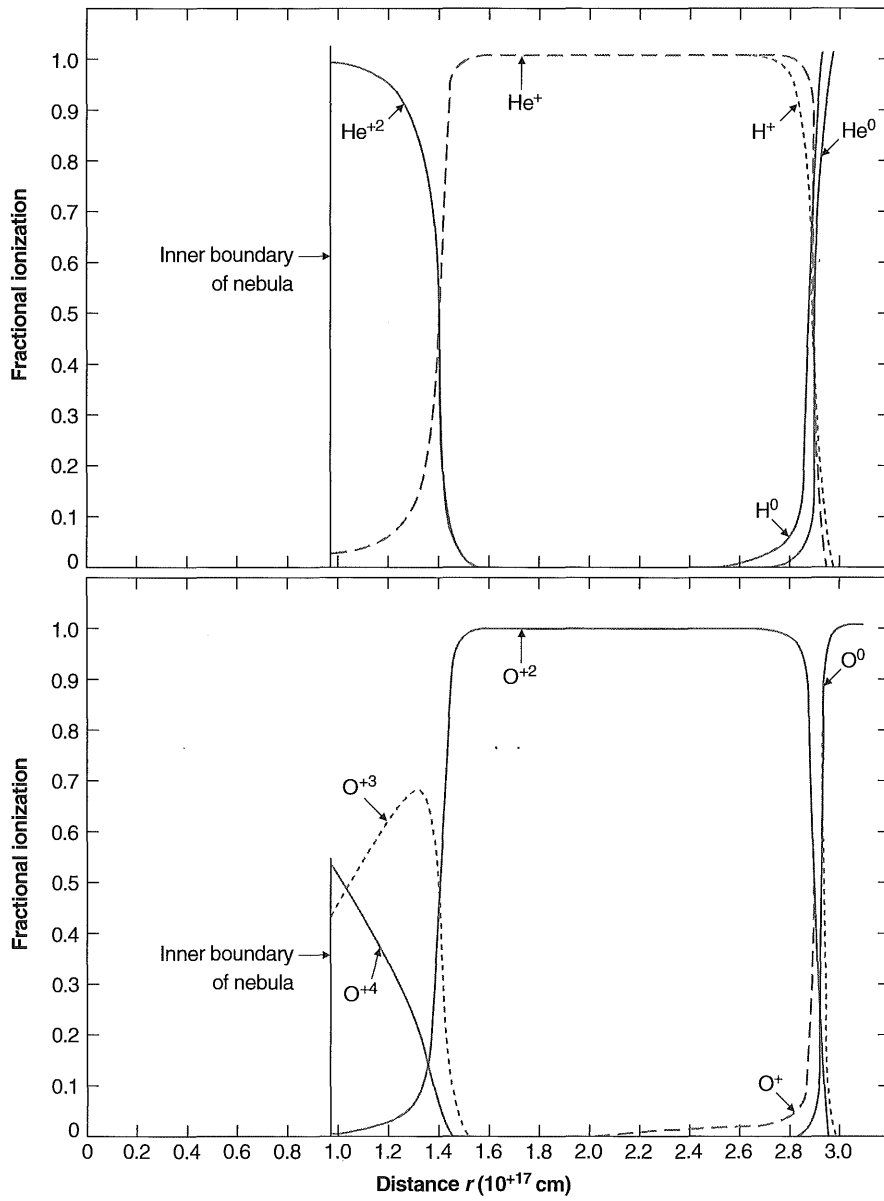 Fractional ionization
1.0
0.9
0.8
0.7
0.6
0.5
0.4
0.3
0.2
0.1
0
He+2
He+
H+
He0
Inner boundary
of nebula
H0
Fractional ionization
1.0
0.9
0.8
0.7
0.6
0.5
0.4
0.3
0.2
0.1
0
O+2
O0
O+3
Inner boundary
of nebula
O+4
O+
0 0.2 0.4 0.6 0.8 1.0 1.2 1.4 1.6 1.8 2.0 2.2 2.4 2.6 2.8 3.0
Distance r (10+17 cm)